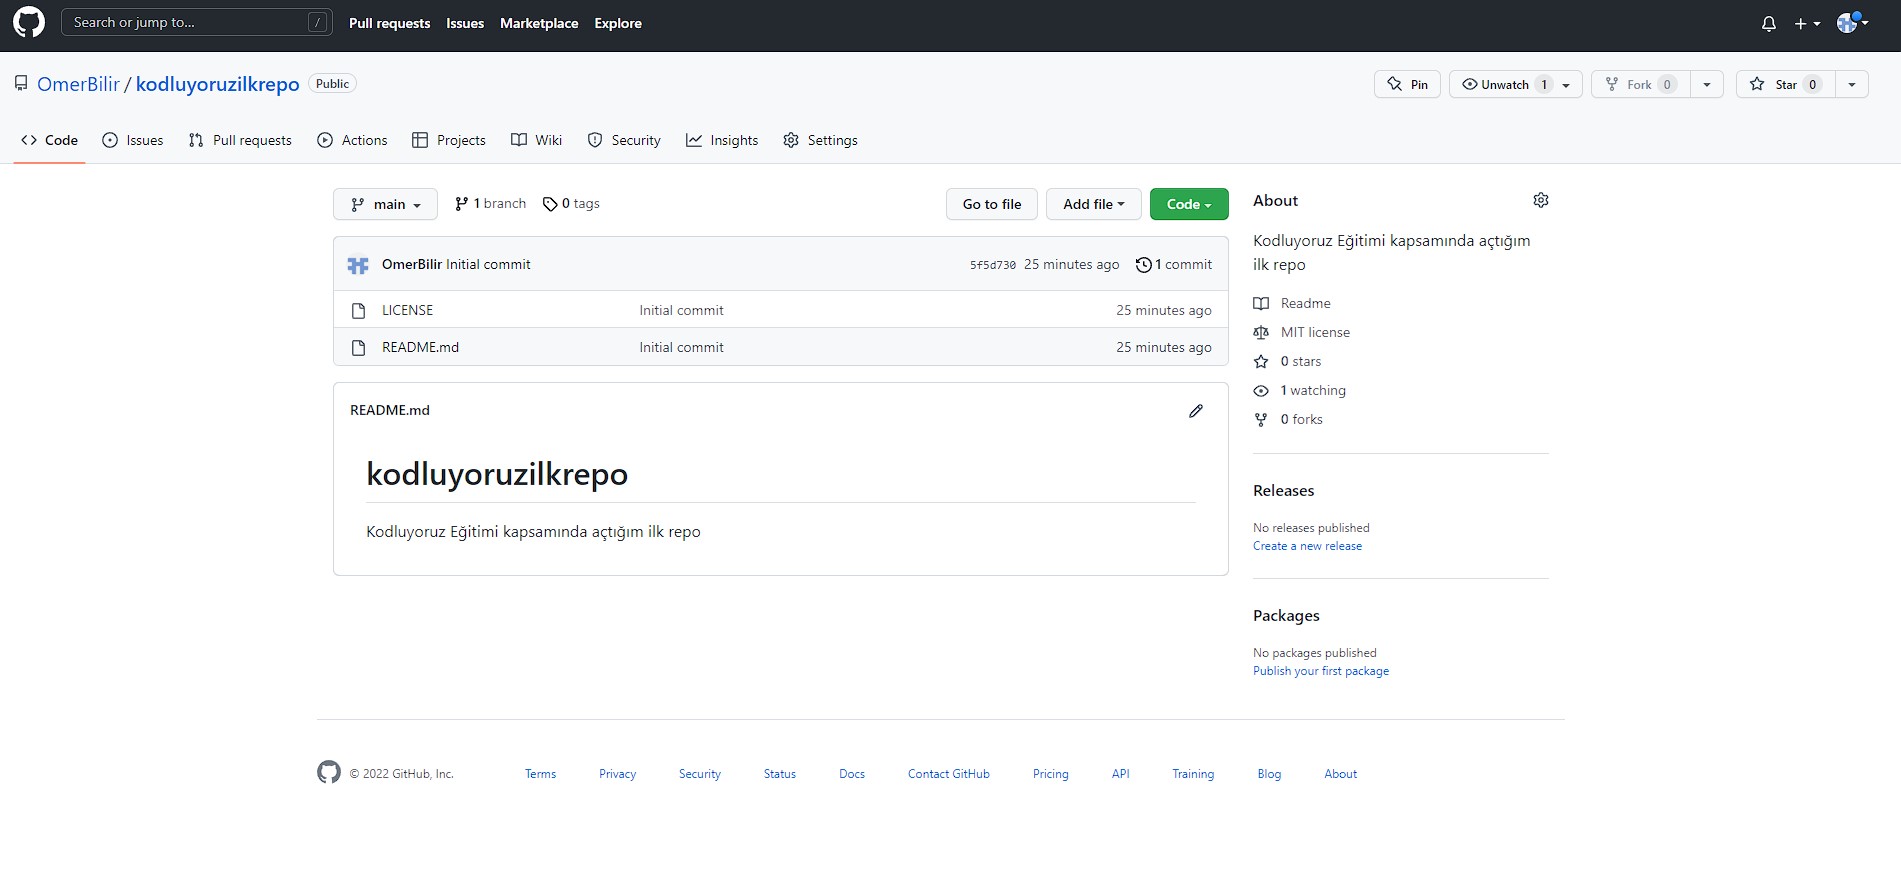 Search or jump to... /
Pull requests Issues Marketplace Explore
OmerBilir / kodluyoruzilkrepo Public
Pin Unwatch 1 Fork 0 Star 0
Code Issues Pull requests Actions Projects Wiki Security Insights Settings
main 1 branch 0 tags Go to file Add file Code
OmerBilir Initial commit 5f5d730 25 minutes ago 1 commit
LICENSE Initial commit 25 minutes ago
README.md Initial commit 25 minutes ago
README.md
kodluyoruzilkrepo
Kodluyoruz Eğitimi kapsamında açtığım ilk repo
About
Kodluyoruz Eğitimi kapsamında açtığım
ilk repo
Readme
MIT license
0 stars
1 watching
0 forks
Releases
No releases published
Create a new release
Packages
No packages published
Publish your first package
© 2022 GitHub, Inc. Terms Privacy Security Status Docs Contact GitHub Pricing API Training Blog About